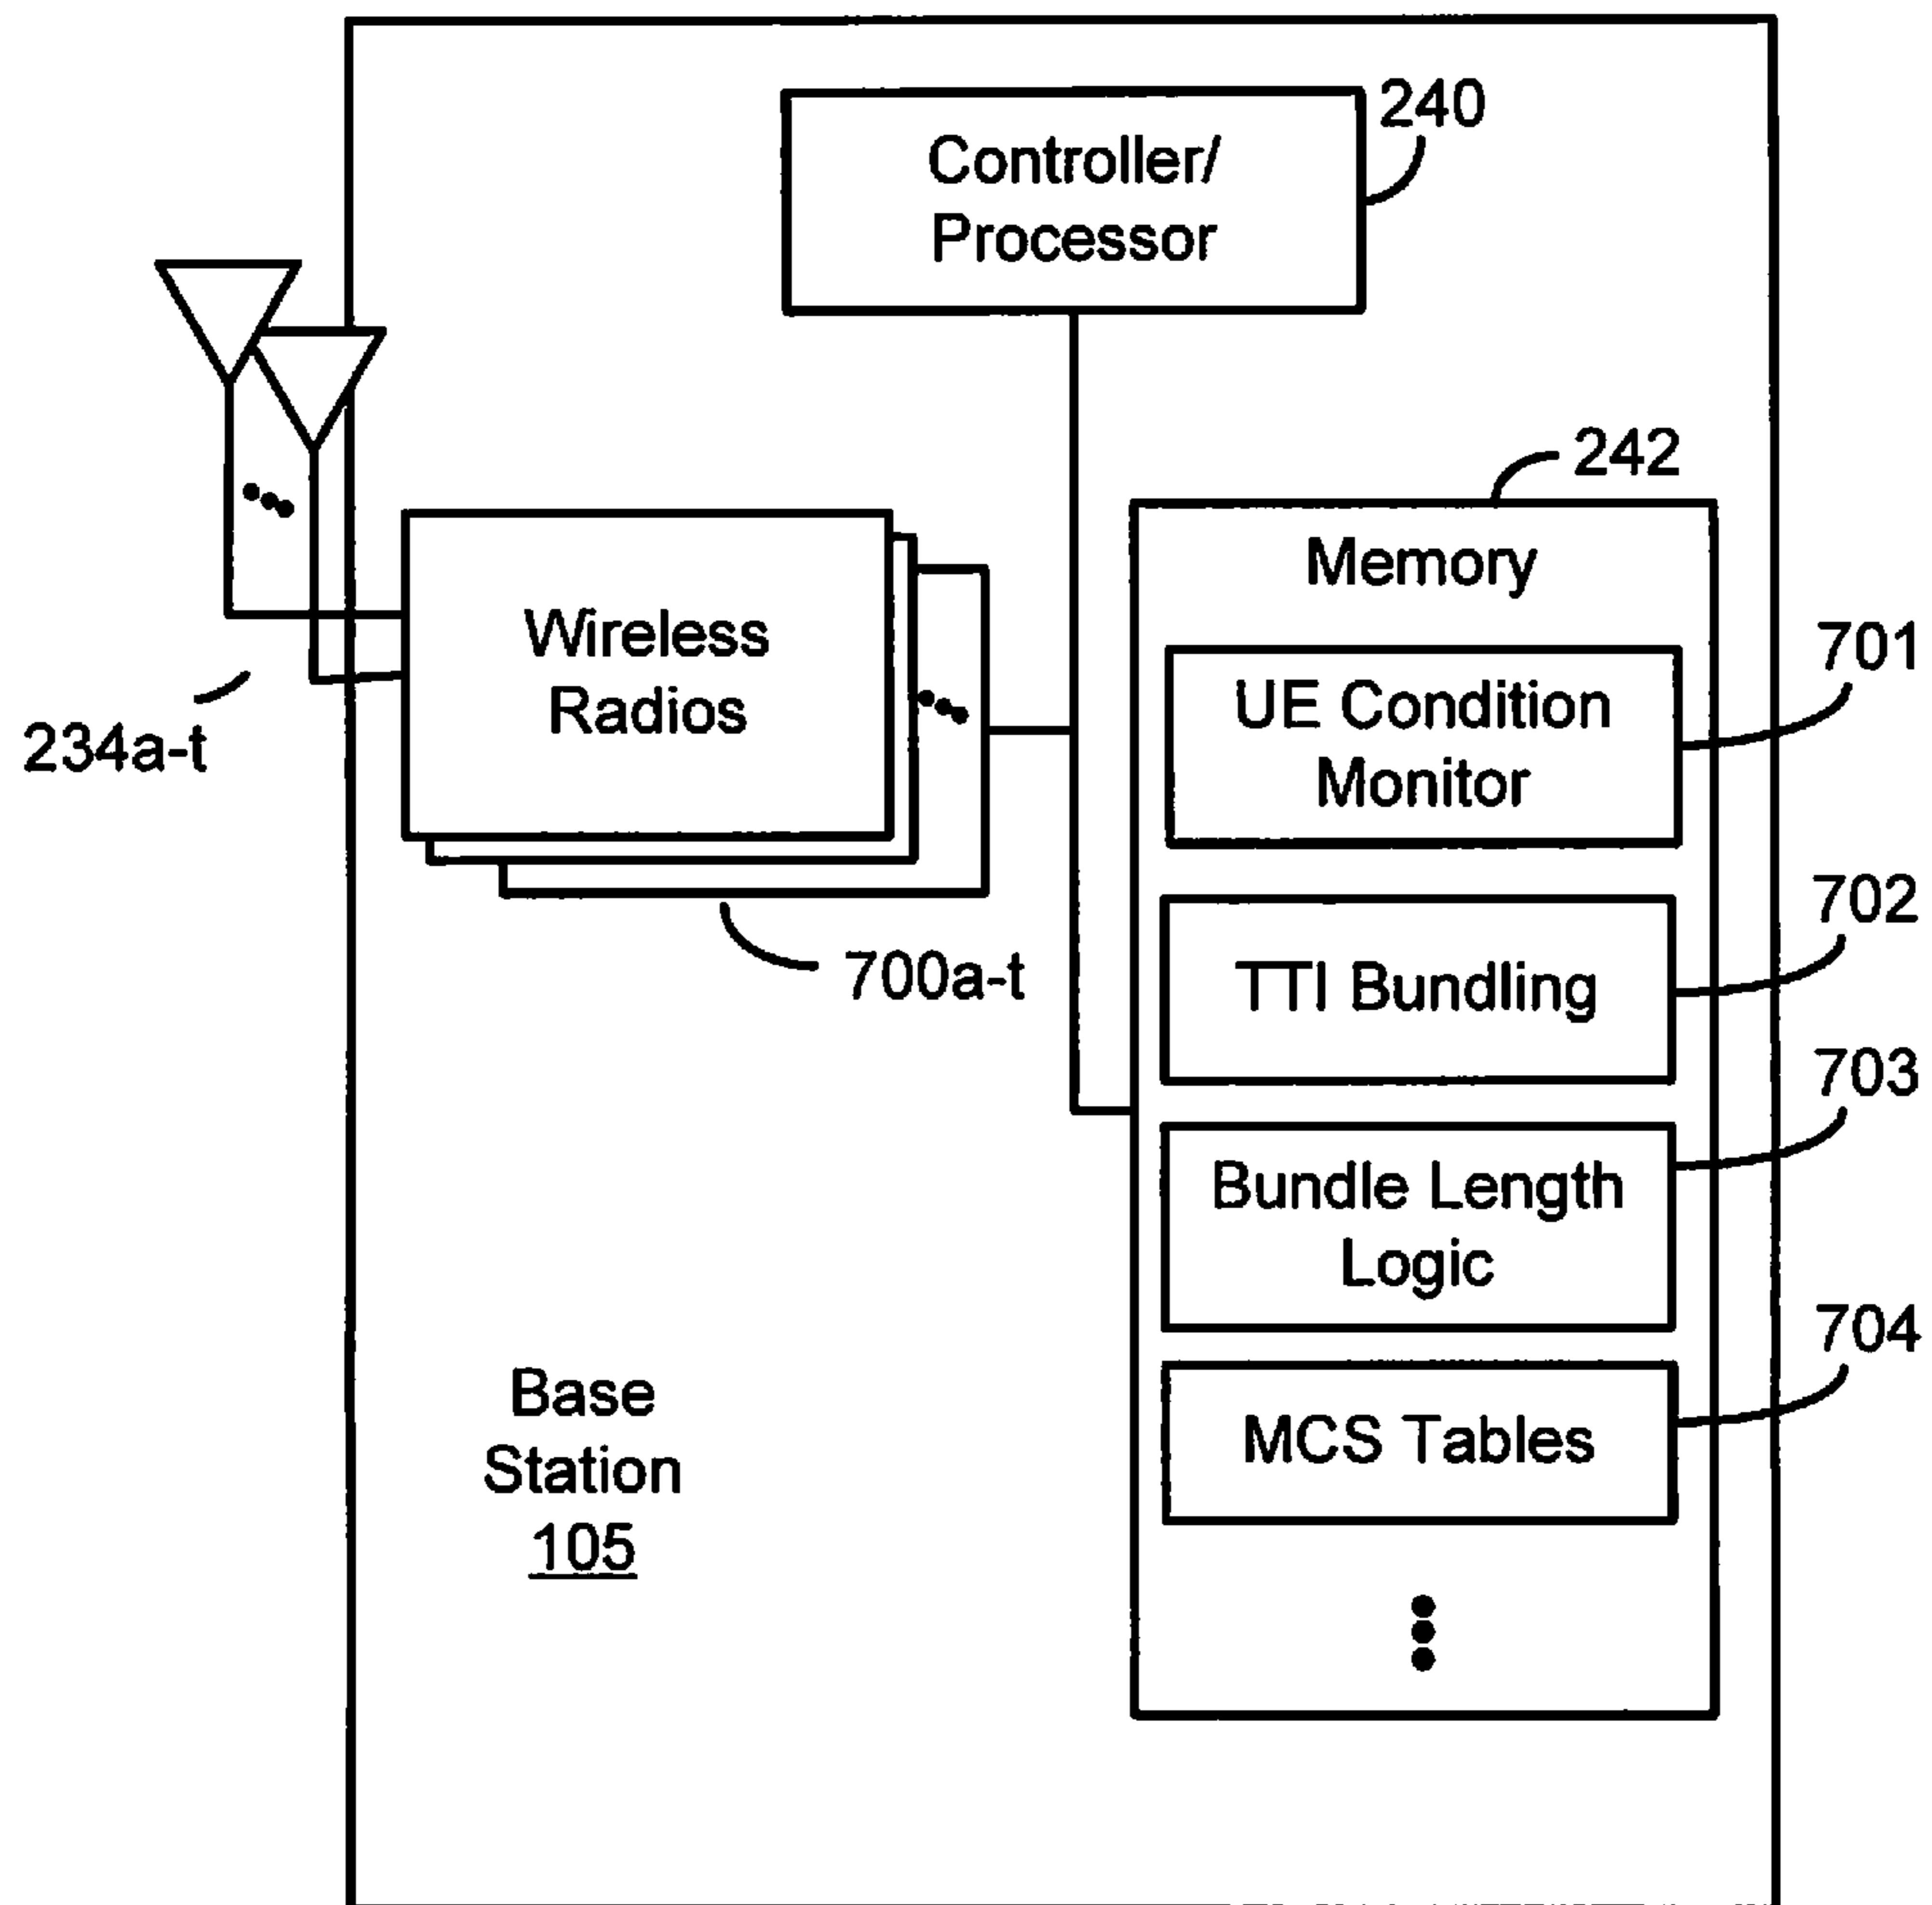 Controller/
Processor
240
242
Memory
Wireless
Radios
701
UE Condition
Monitor
234a-t
702
700a-t
TTI Bundling
703
Bundle Length
Logic
704
Base
Station
105
MCS Tables